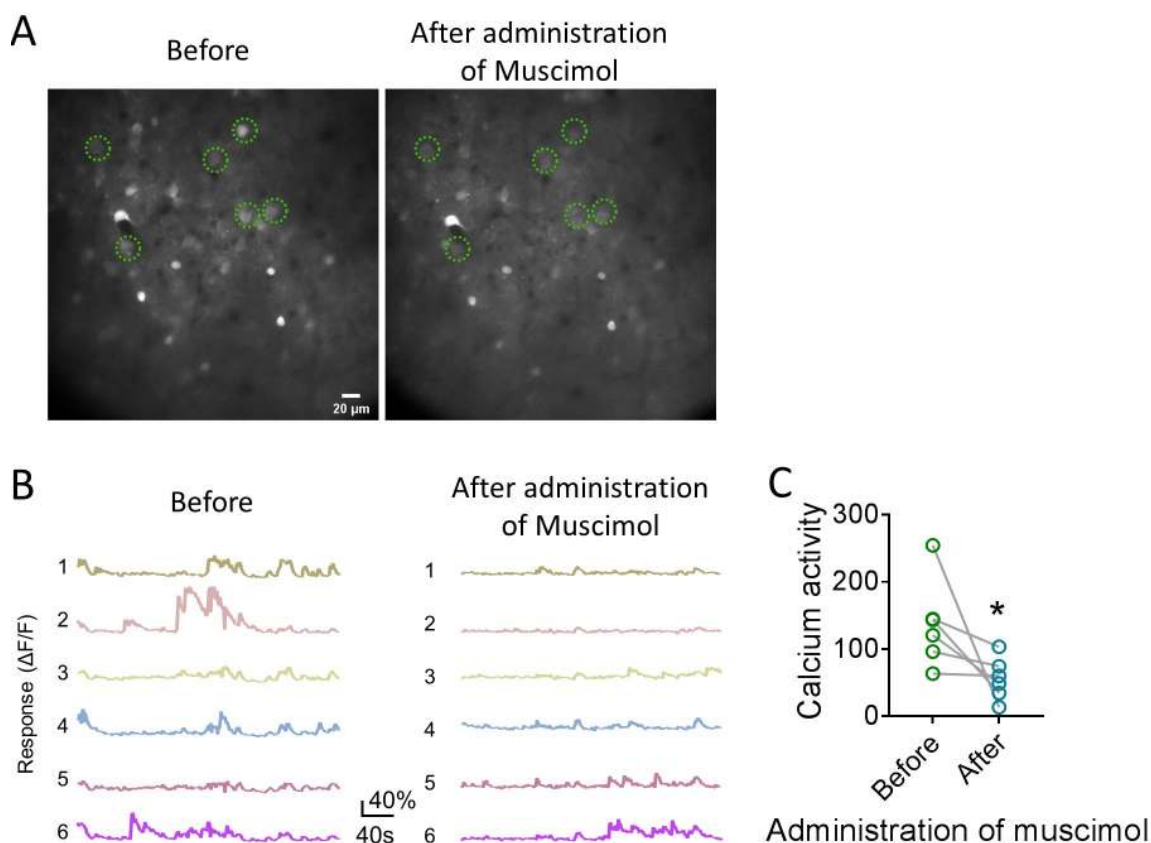 A
Before
After administration
of Muscimol
20 μm
B
Before
After administration
of Muscimol
Response (ΔF/F)
1
2
3
4
5
6
40%
40s
1
2
3
4
5
6
C
Calcium activity
300
200
100
0
*
Before
After
Administration of muscimol